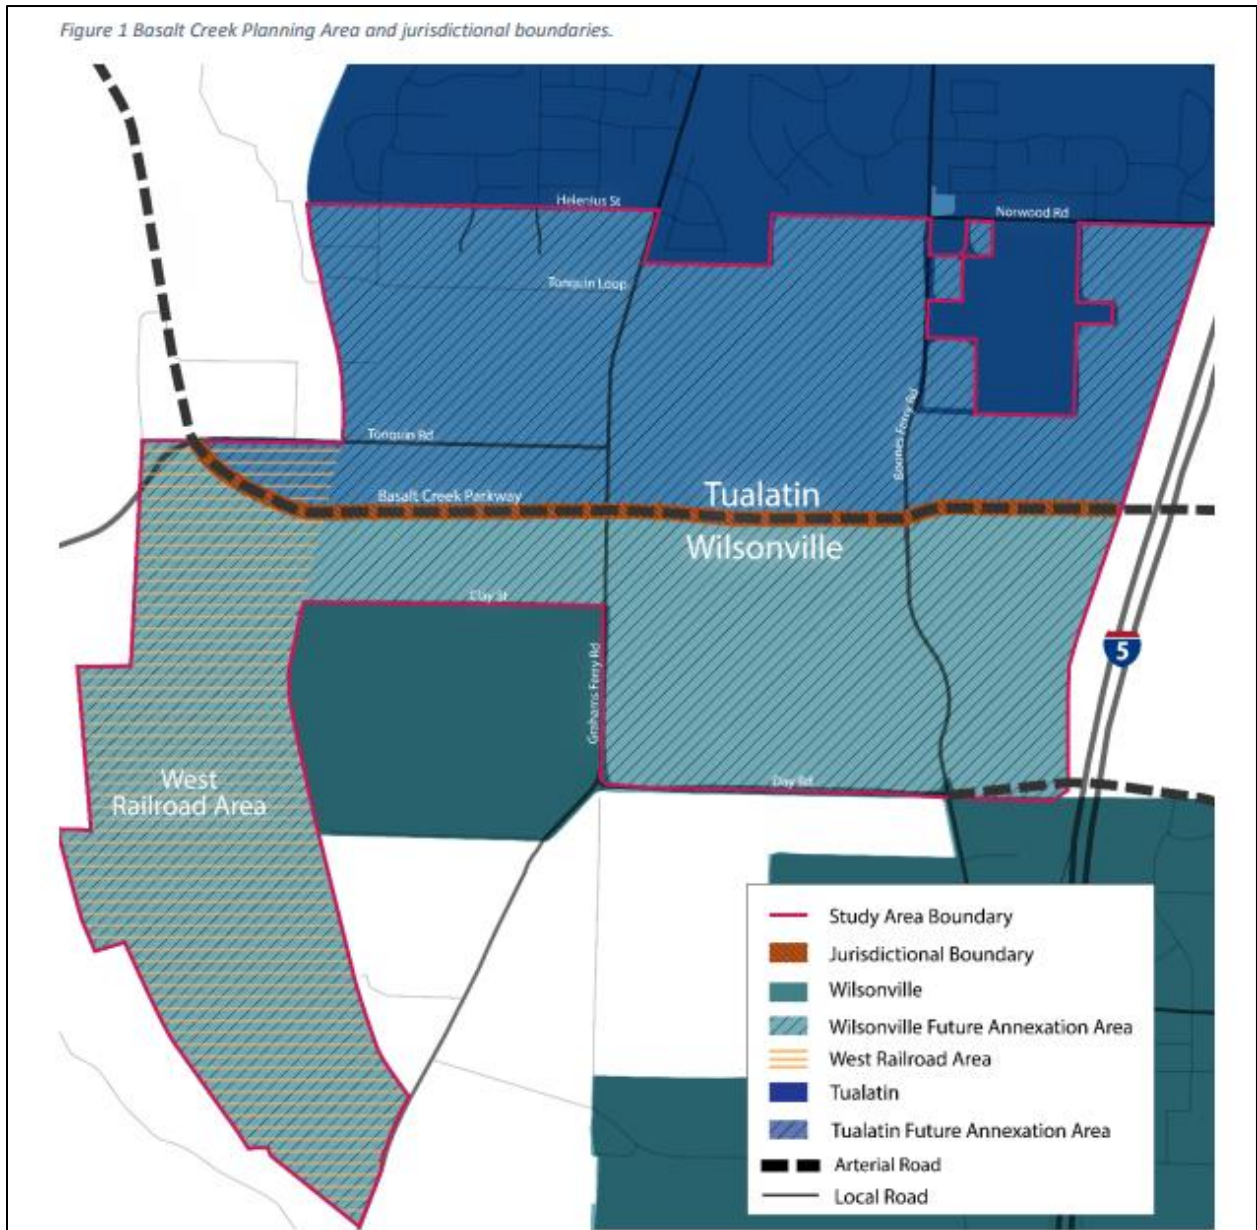 Figure 1 Basalt Creek Planning Area and jurisdictional boundaries.
Helenius St
Norwood Rd
Tonquin Loop
Boones Ferry Rd
Tonquin Rd
Basalt Creek Parkway
Tualatin
Wilsonville
Clay St
5
Grahams Ferry Rd
West
Railroad Area
Day Rd
Study Area Boundary
Jurisdictional Boundary
Wilsonville
Wilsonville Future Annexation Area
West Railroad Area
Tualatin
Tualatin Future Annexation Area
Arterial Road
Local Road